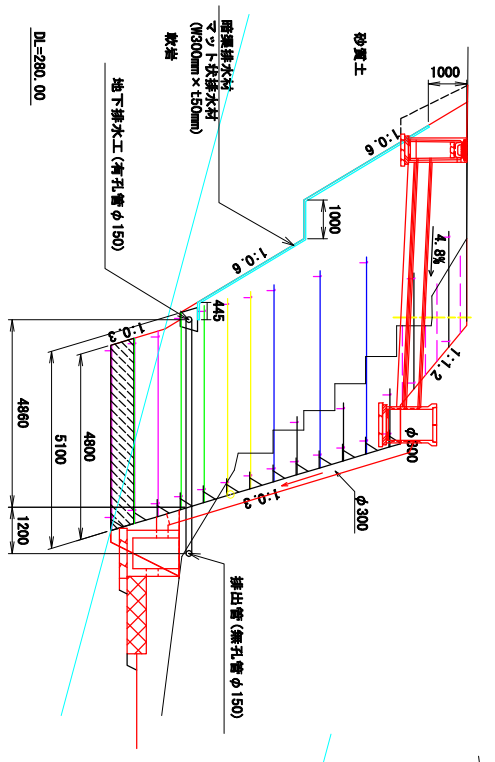 砂質土
1000
暗渠排水材
マット状排水材
(W300mm×t50mm)
軟岩
DL=280.00
地下排水工(有孔管φ150)
1:0.6
1000
1:0.6
4.8%
445
1:0.3
1:1.2
φ300
1:0.3
φ300
4860
5100
4800
1200
排出管(無孔管φ150)